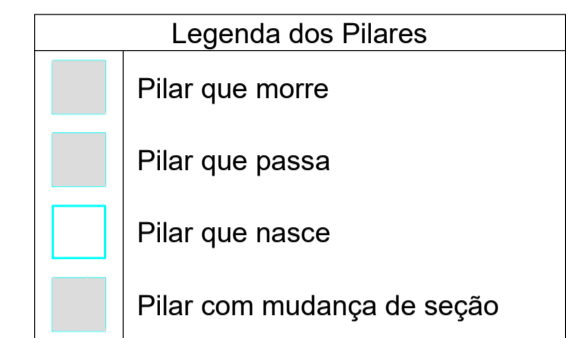 Legenda dos Pilares
Pilar que morre
Pilar que passa
Pilar que nasce
Pilar com mudança de seção